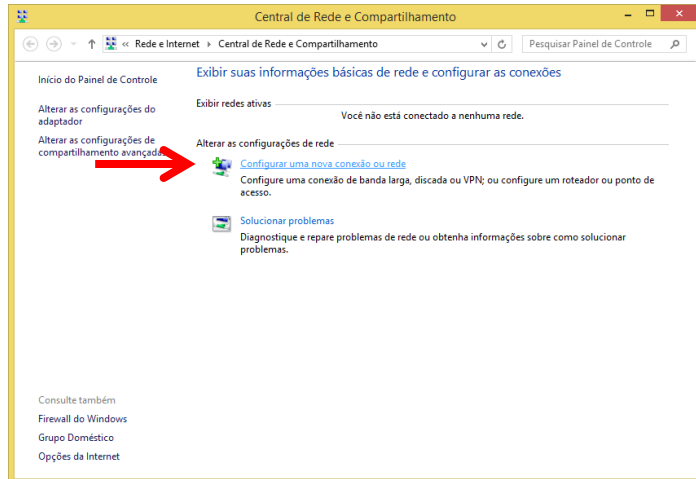 Central de Rede e Compartilhamento
« Rede e Internet Central de Rede e Compartilhamento
Pesquisar Painel de Controle
Início do Painel de Controle
Alterar as configurações do
adaptador
Alterar as configurações de
compartilhamento avançadas
Exibir suas informações básicas de rede e configurar as conexões
Exibir redes ativas
Você não está conectado a nenhuma rede.
Alterar as configurações de rede
Configurar uma nova conexão ou rede
Configure uma conexão de banda larga, discada ou VPN; ou configure um roteador ou ponto de
acesso.
Solucionar problemas
Diagnostique e repare problemas de rede ou obtenha informações sobre como solucionar
problemas.
Consulte também
Firewall do Windows
Grupo Doméstico
Opções da Internet